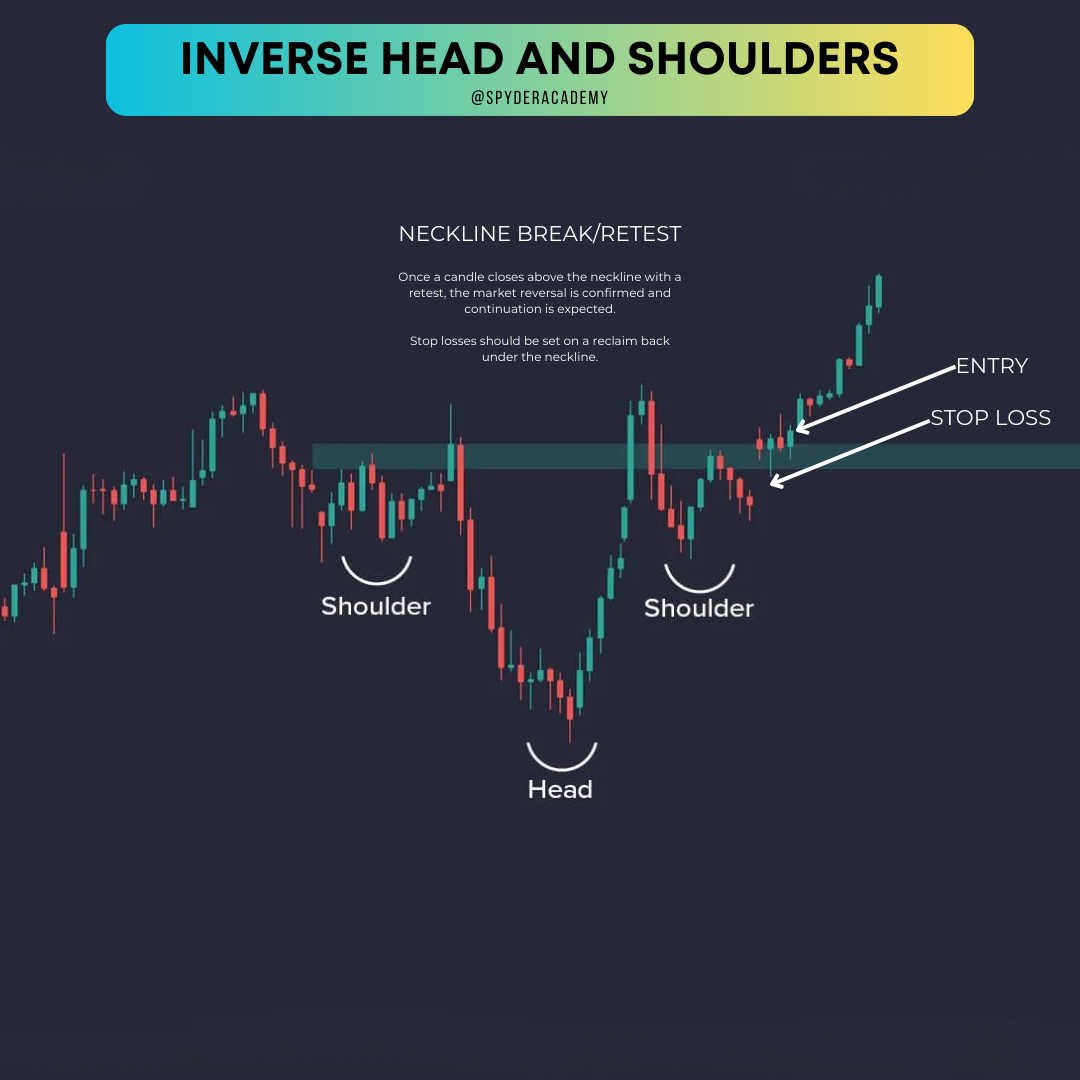 INVERSE HEAD AND SHOULDERS
@SPYDERACADEMY
NECKLINE BREAK/RETEST
Once a candle closes above the neckline with a
retest, the market reversal is confirmed and
continuation is expected.
Stop losses should be set on a reclaim back
under the neckline.
ENTRY
STOP LOSS
Shoulder
Shoulder
Head